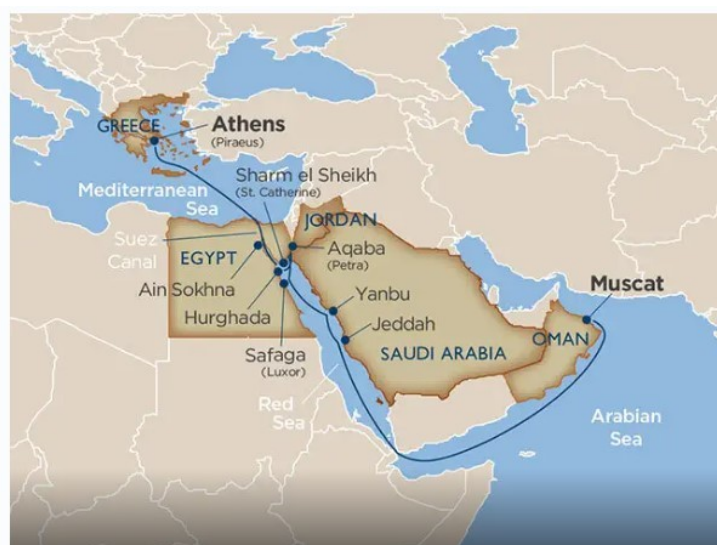 GREECE
Athens
(Piraeus)
Sharm el Sheikh
(St. Catherine)
Mediterranean
Sea
JORDAN
Suez
Canal
EGYPT
Aqaba
(Petra)
Ain Sokhna
Muscat
Yanbu
Hurghada
Jeddah
OMAN
Safaga
(Luxor)
SAUDI ARABIA
Red
Sea
Arabian
Sea